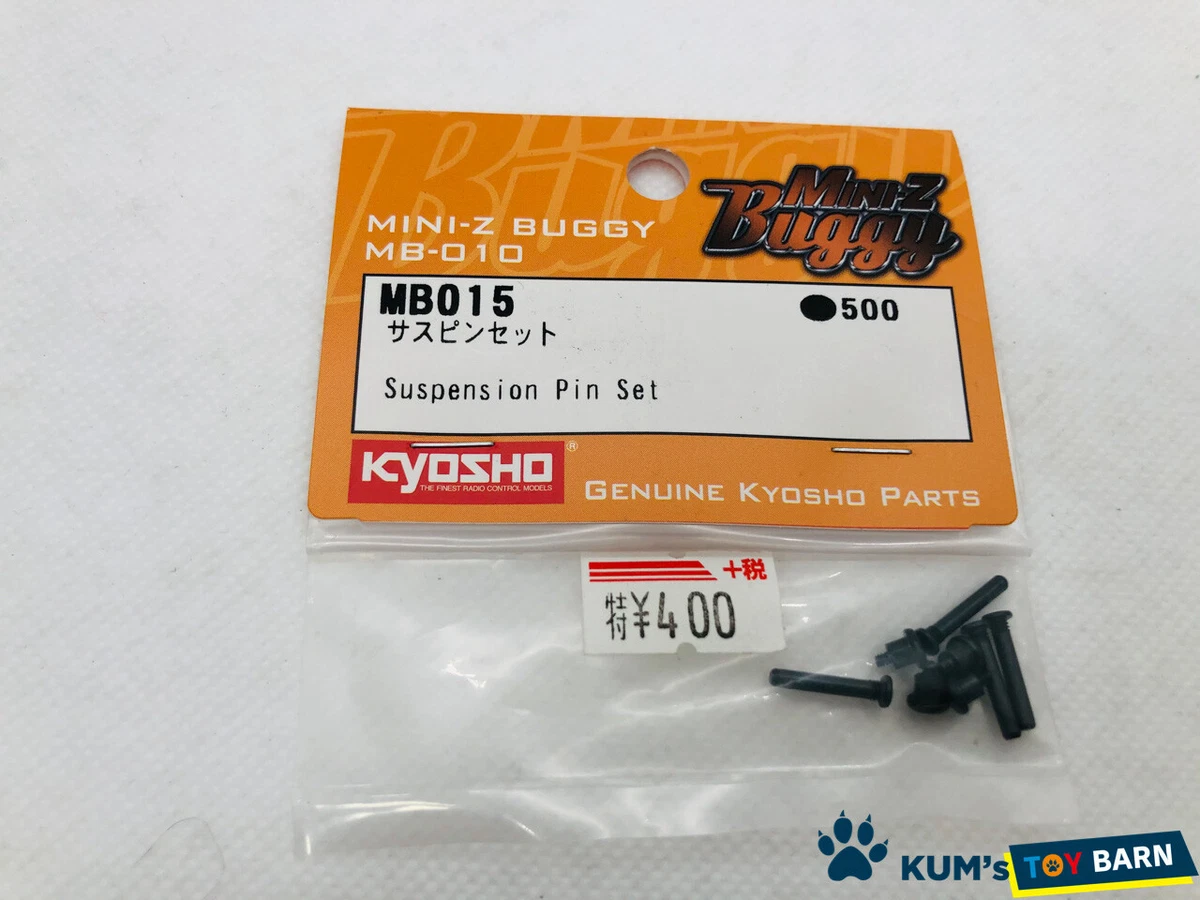 MINI-Z
Buggy
MINI-Z BUGGY
MB-010
MB015
●500
サスピンセット
Suspension Pin Set
KYOSHO®
THE FINEST RADIO CONTROL MODELS
GENUINE KYOSHO PARTS
+税
特付 ¥400
KUM's TOY BARN